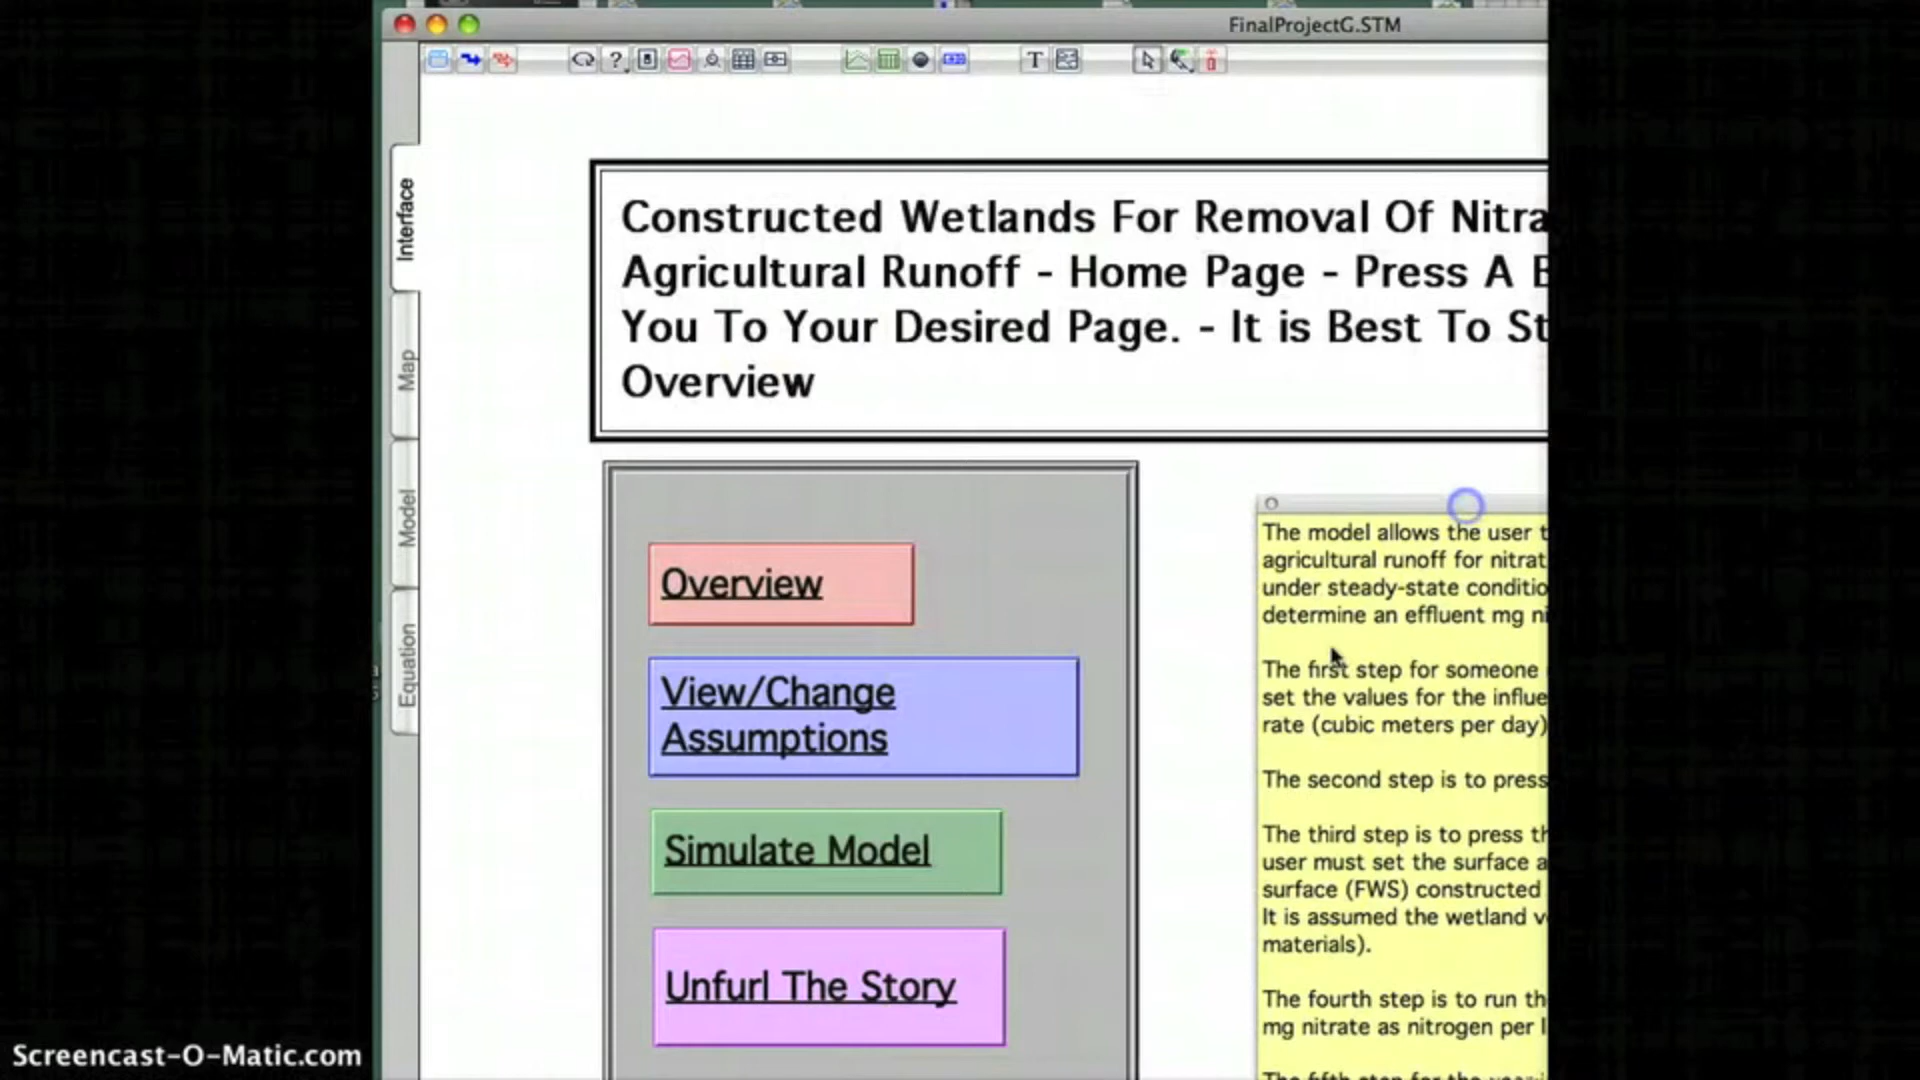 FinalProjectG.STM
T
Interface
Map
Model
Equation
Constructed Wetlands For Removal Of Nitra
Agricultural Runoff - Home Page - Press A B
You To Your Desired Page. - It is Best To St
Overview
Overview
View/Change
Assumptions
Simulate Model
Unfurl The Story
The model allows the user t
agricultural runoff for nitrat
under steady-state conditio
determine an effluent mg ni
The first step for someone
set the values for the influe
rate (cubic meters per day)
The second step is to press
The third step is to press th
user must set the surface a
surface (FWS) constructed
It is assumed the wetland v
materials).
The fourth step is to run th
mg nitrate as nitrogen per l
Screencast-O-Matic.com